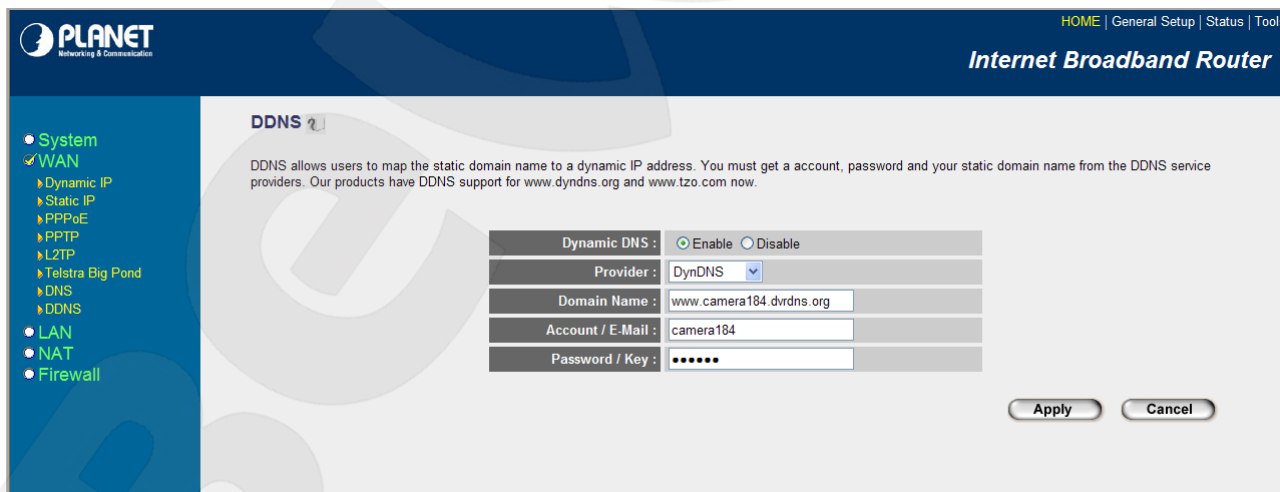 PLANET
Networking & Communication
HOME | General Setup | Status | Tools
Internet Broadband Router
System
WAN
Dynamic IP
Static IP
PPPoE
PPTP
L2TP
Telstra Big Pond
DNS
DDNS
LAN
NAT
Firewall
DDNS
DDNS allows users to map the static domain name to a dynamic IP address. You must get a account, password and your static domain name from the DDNS service
providers. Our products have DDNS support for www.dyndns.org and www.tzo.com now.
Dynamic DNS : Enable Disable
Provider : DynDNS
Domain Name : www.camera184.dvrdns.org
Account / E-Mail : camera184
Password / Key : ••••••
Apply Cancel